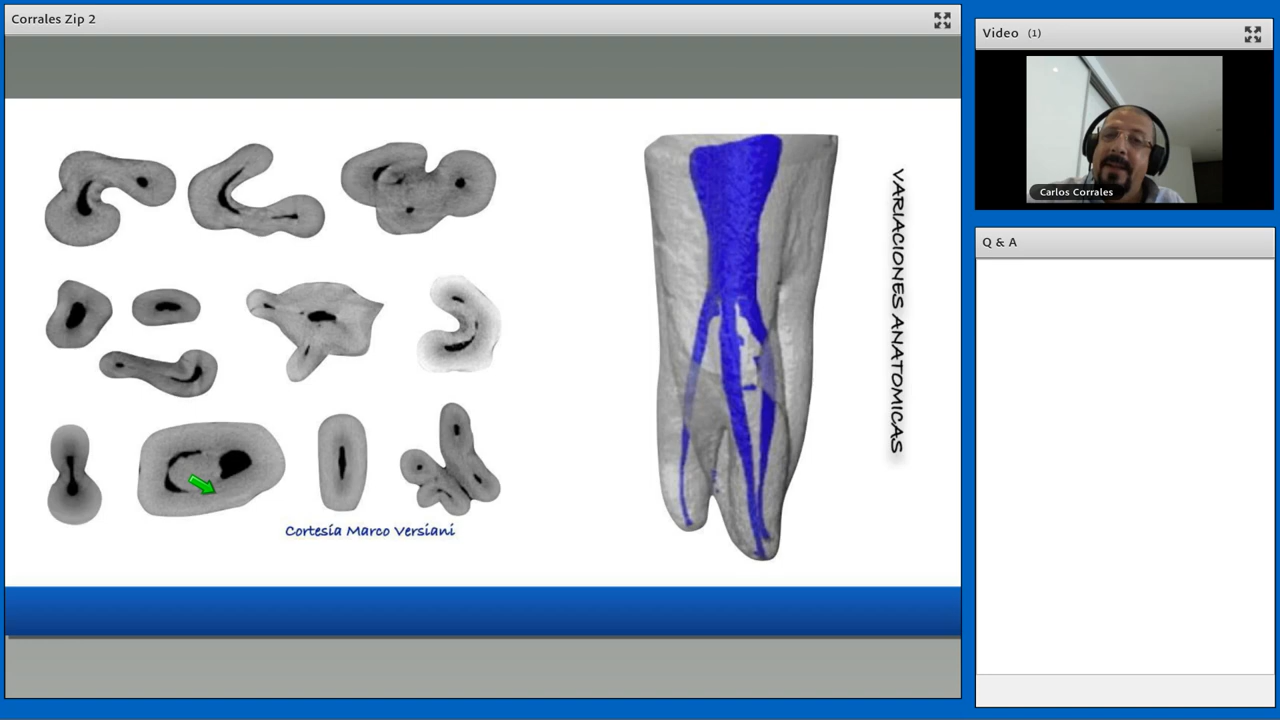 Corrales Zip 2
VARIACIONES ANATOMICAS
Cortesía Marco Versiani
Video (1)
Carlos Corrales
Q & A